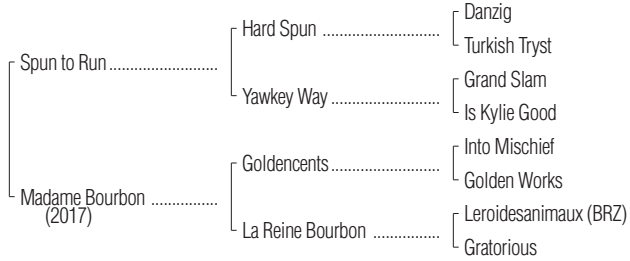 Danzig
Hard Spun
Turkish Tryst
Spun to Run
Grand Slam
Yawkey Way
Is Kylie Good
Into Mischief
Goldencents
Golden Works
Madame Bourbon
(2017)
Leroidesanimaux (BRZ)
La Reine Bourbon
Gratorious